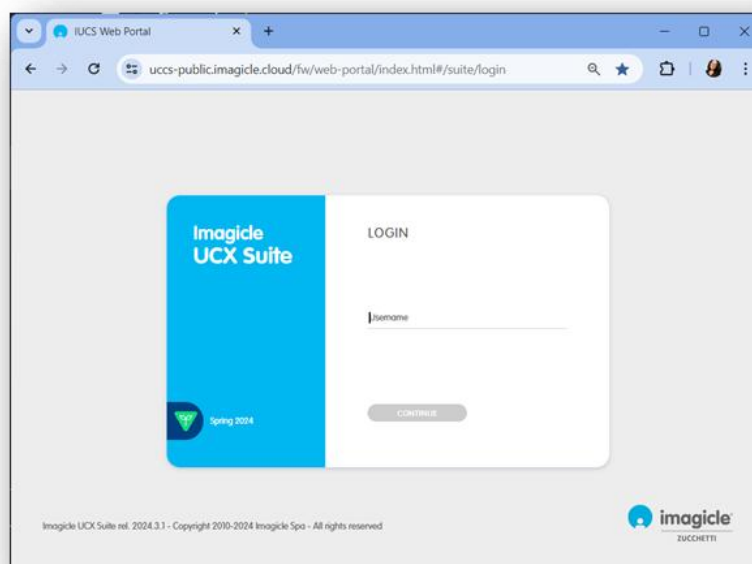 IUCS Web Portal
uccs-public.imagicle.cloud/fw/web-portal/index.html#/suite/login
Imagicle
UCX Suite
LOGIN
Username
CONTINUE
Spring 2024
Imagicle UCX Suite rel. 2024.3.1 - Copyright 2010-2024 Imagicle Spa - All rights reserved
imagicle
ZUCCHETTI